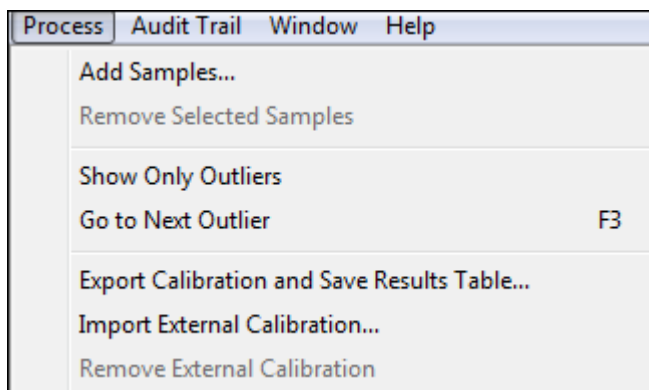 Process Audit Trail Window Help
Add Samples...
Remove Selected Samples
Show Only Outliers
Go to Next Outlier F3
Export Calibration and Save Results Table...
Import External Calibration...
Remove External Calibration